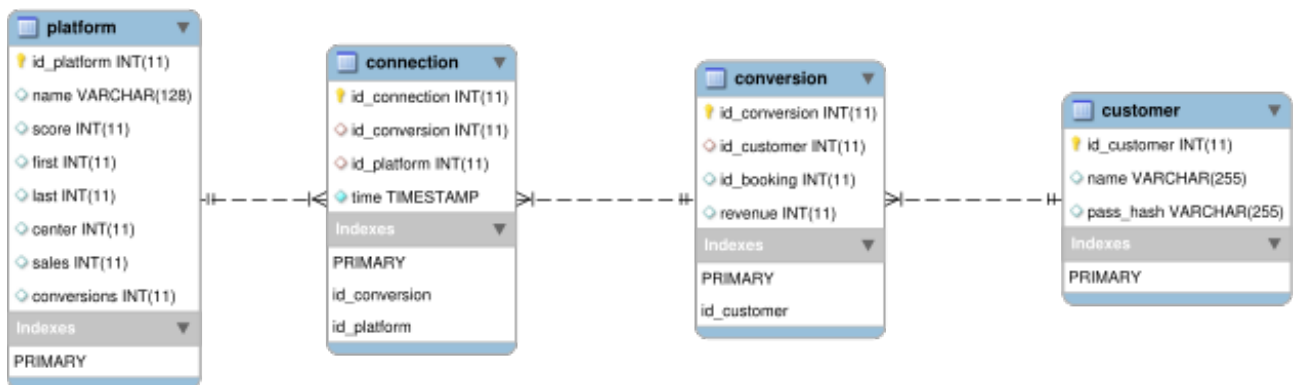 platform
id_platform INT(11)
name VARCHAR(128)
score INT(11)
first INT(11)
last INT(11)
center INT(11)
sales INT(11)
conversions INT(11)
Indexes
PRIMARY
connection
id_connection INT(11)
id_conversion INT(11)
id_platform INT(11)
time TIMESTAMP
Indexes
PRIMARY
id_conversion
id_platform
conversion
id_conversion INT(11)
id_customer INT(11)
id_booking INT(11)
revenue INT(11)
Indexes
PRIMARY
id_customer
customer
id_customer INT(11)
name VARCHAR(255)
pass_hash VARCHAR(255)
Indexes
PRIMARY